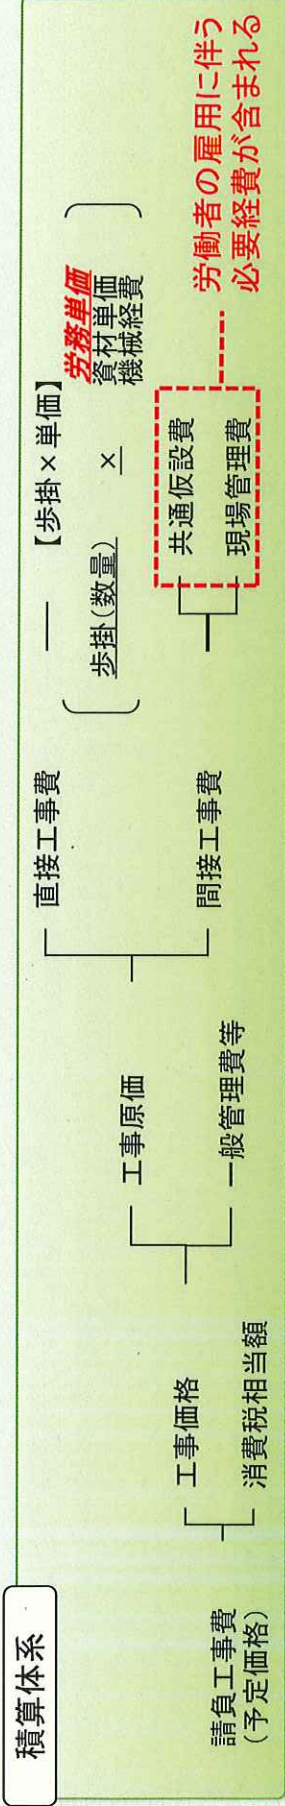 積算体系
請負工事費
(予定価格)
工事価格
消費税相当額
工事原価
一般管理費等
直接工事費
間接工事費
【歩掛×単価】
歩掛(数量)
×
労務単価
資材単価
機械経費
共通仮設費
現場管理費
労働者の雇用に伴う
必要経費が含まれる